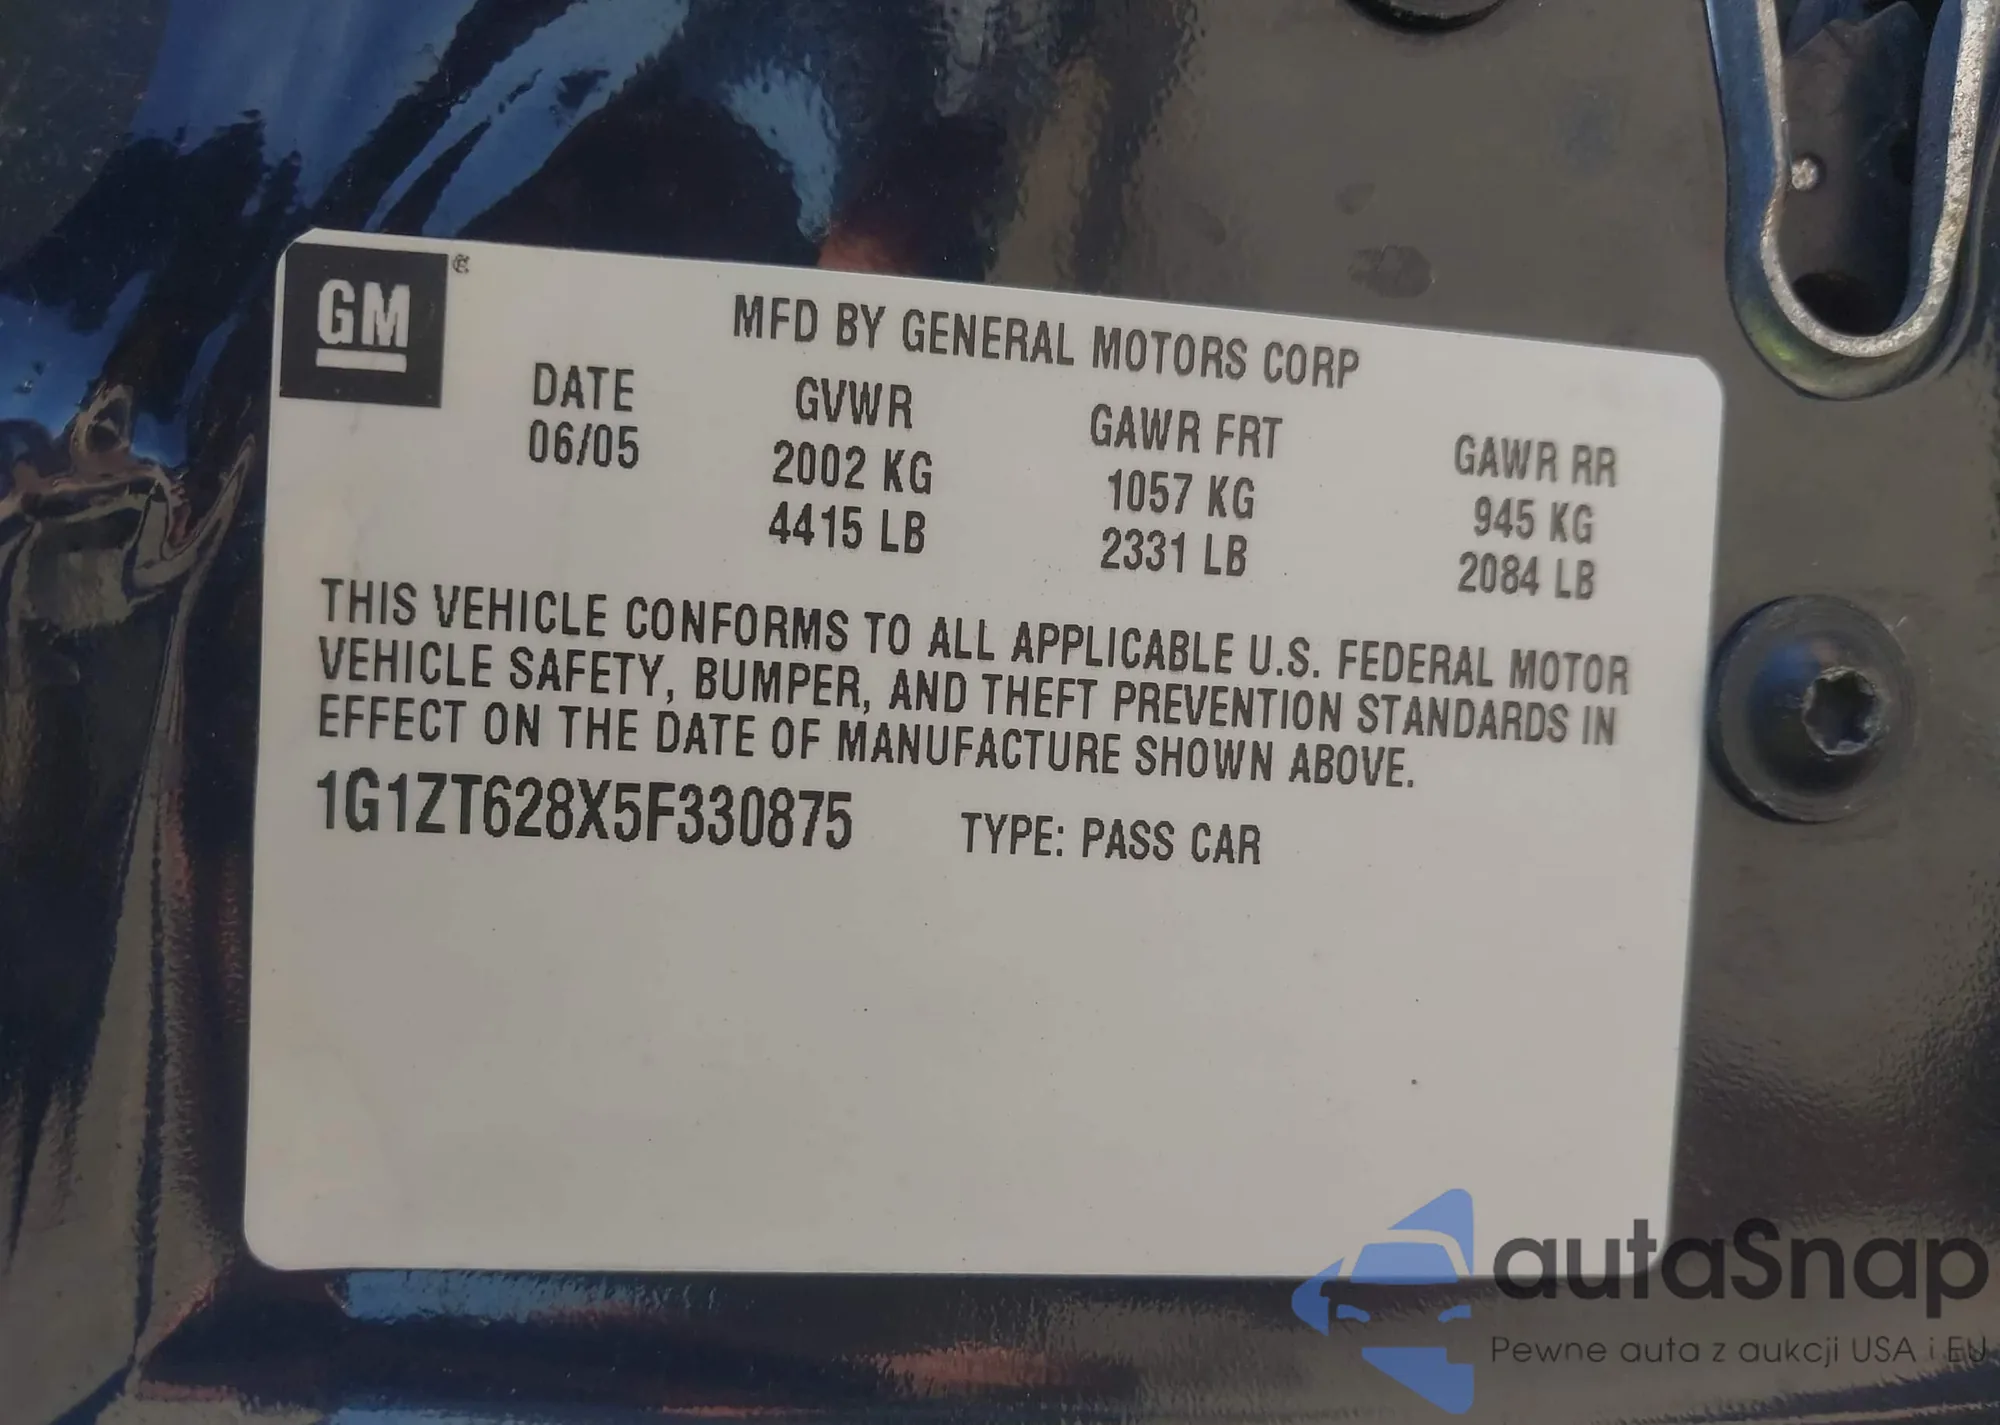 GM
MFD BY GENERAL MOTORS CORP
DATE GVWR GAWR FRT GAWR RR
06/05 2002 KG 1057 KG 945 KG
4415 LB 2331 LB 2084 LB
THIS VEHICLE CONFORMS TO ALL APPLICABLE U.S. FEDERAL MOTOR
VEHICLE SAFETY, BUMPER, AND THEFT PREVENTION STANDARDS IN
EFFECT ON THE DATE OF MANUFACTURE SHOWN ABOVE.
1G1ZT628X5F330875 TYPE: PASS CAR
autaSnap
Pewne auta z aukcji USA i EU